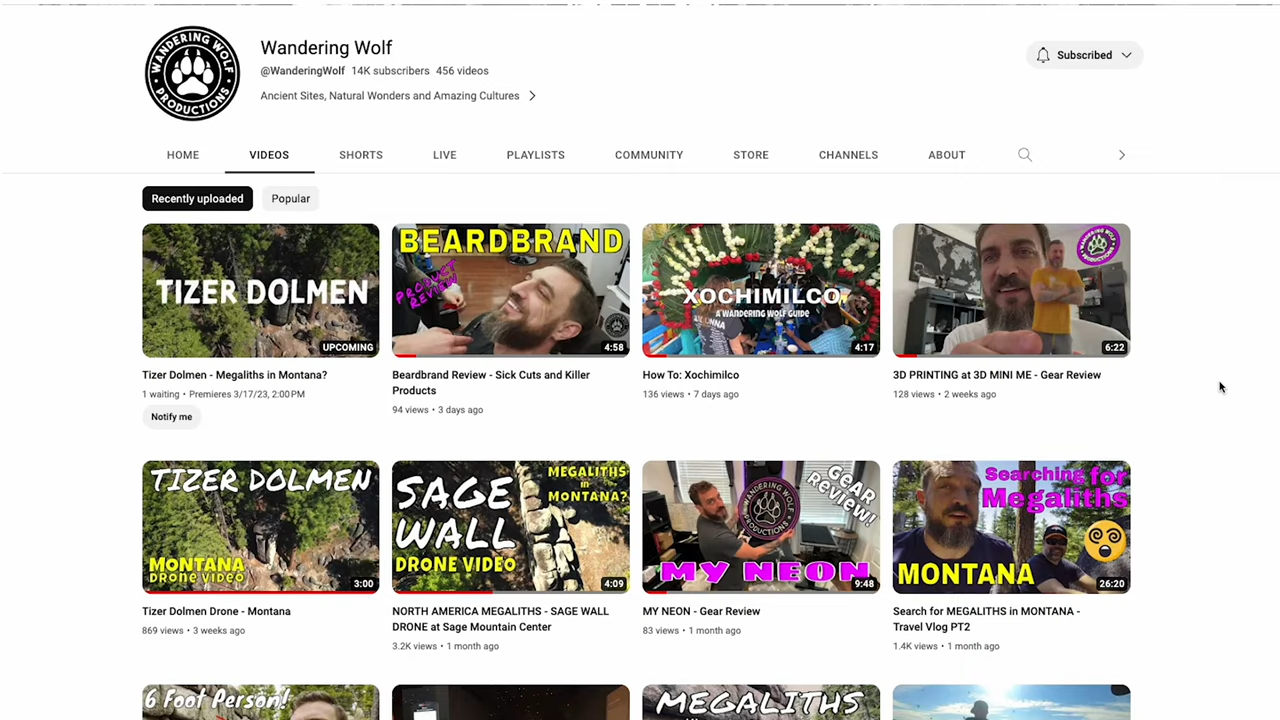 WANDERING WOLF
PRODUCTIONS
Wandering Wolf
@WanderingWolf 14K subscribers 456 videos
Ancient Sites, Natural Wonders and Amazing Cultures
Subscribed
HOME VIDEOS SHORTS LIVE PLAYLISTS COMMUNITY STORE CHANNELS ABOUT
Recently uploaded Popular
TIZER DOLMEN
UPCOMING
Tizer Dolmen - Megaliths in Montana?
1 waiting • Premieres 3/17/23, 2:00 PM
Notify me
BEARDBRAND
PRODUCT
REVIEW
4:58
Beardbrand Review - Sick Cuts and Killer
Products
94 views • 3 days ago
XOCHIMILCO
A WANDERING WOLF GUIDE
4:17
How To: Xochimilco
136 views • 7 days ago
WANDERING WOLF
PRODUCTIONS
6:22
3D PRINTING at 3D MINI ME - Gear Review
128 views • 2 weeks ago
TIZER DOLMEN
MONTANA
DRONE VIDEO
3:00
Tizer Dolmen Drone - Montana
869 views • 3 weeks ago
MEGALITHS
IN
MONTANA?
SAGE
WALL
DRONE VIDEO
4:09
NORTH AMERICA MEGALITHS - SAGE WALL
DRONE at Sage Mountain Center
3.2K views • 1 month ago
GEAR
REVIEW!
WANDERING WOLF
PRODUCTIONS
MY NEON
9:48
MY NEON - Gear Review
83 views • 1 month ago
Searching for
Megaliths
MONTANA
26:20
Search for MEGALITHS in MONTANA -
Travel Vlog PT2
1.4K views • 1 month ago
6 Foot Person!
MEGALITHS